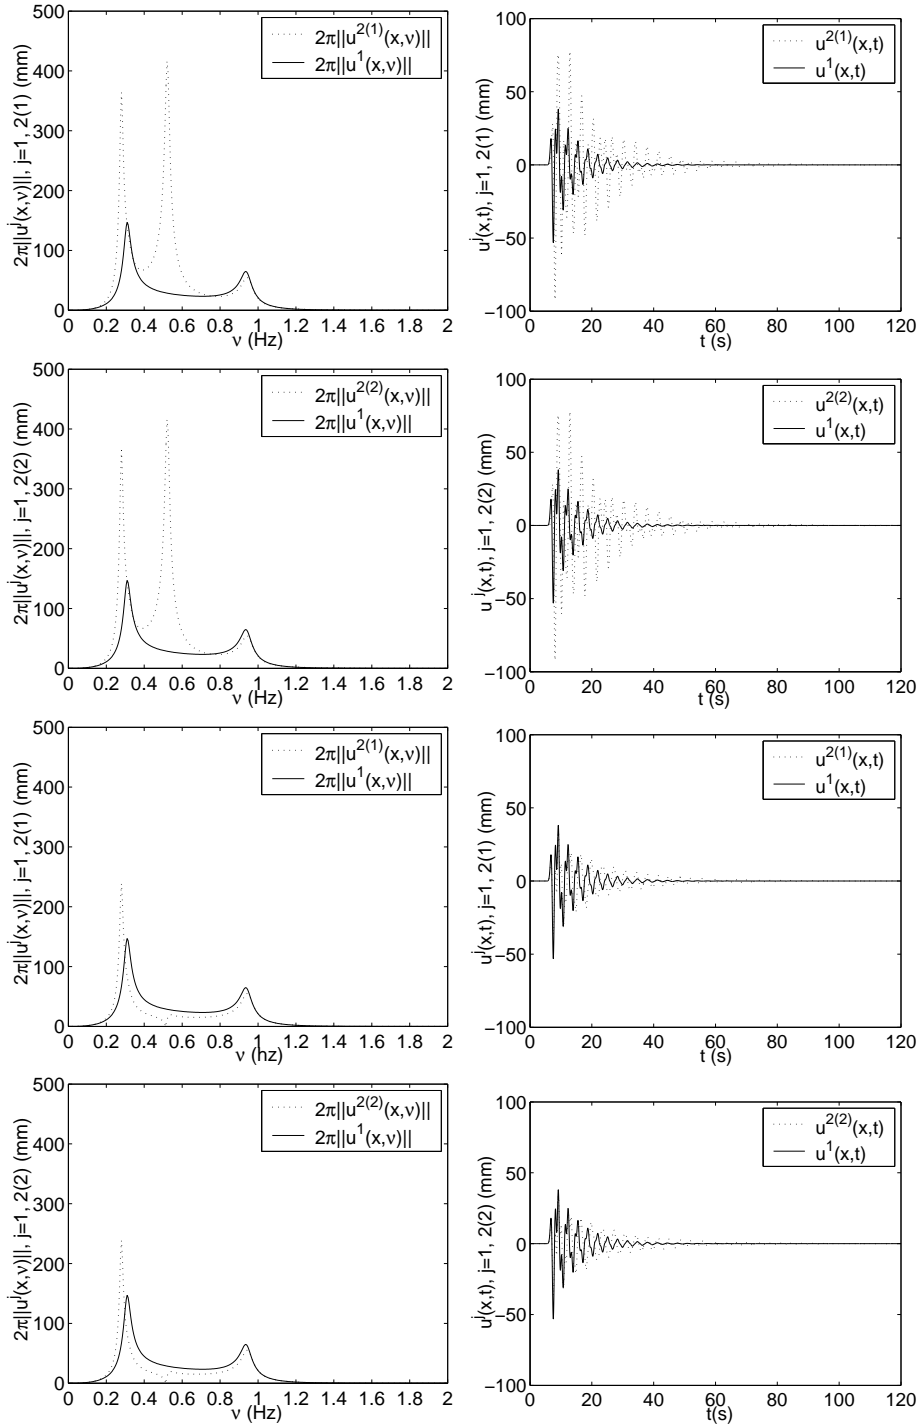 500
400
300
200
100
0
0 0.2 0.4 0.6 0.8 1 1.2 1.4 1.6 1.8 2
ν (Hz)
2π||u^j(x,ν)||, j=1, 2(1) (mm)
2π||u^2(1)(x,ν)||
2π||u^1(x,ν)||
100
50
0
−50
−100
0 20 40 60 80 100 120
t (s)
u^j(x,t), j=1, 2(1) (mm)
u^2(1)(x,t)
u^1(x,t)
500
400
300
200
100
0
0 0.2 0.4 0.6 0.8 1 1.2 1.4 1.6 1.8 2
ν (Hz)
2π||u^j(x,ν)||, j=1, 2(2) (mm)
2π||u^2(2)(x,ν)||
2π||u^1(x,ν)||
100
50
0
−50
−100
0 20 40 60 80 100 120
t (s)
u^j(x,t), j=1, 2(2) (mm)
u^2(2)(x,t)
u^1(x,t)
500
400
300
200
100
0
0 0.2 0.4 0.6 0.8 1 1.2 1.4 1.6 1.8 2
ν (hz)
2π||u^j(x,ν)||, j=1, 2(1) (mm)
2π||u^2(1)(x,ν)||
2π||u^1(x,ν)||
100
50
0
−50
−100
0 20 40 60 80 100 120
t (s)
u^j(x,t), j=1, 2(1) (mm)
u^2(1)(x,t)
u^1(x,t)
500
400
300
200
100
0
0 0.2 0.4 0.6 0.8 1 1.2 1.4 1.6 1.8 2
ν (Hz)
2π||u^j(x,ν)||, j=1, 2(2) (mm)
2π||u^2(2)(x,ν)||
2π||u^1(x,ν)||
100
50
0
−50
−100
0 20 40 60 80 100 120
t(s)
u^j(x,t), j=1, 2(2) (mm)
u^2(2)(x,t)
u^1(x,t)